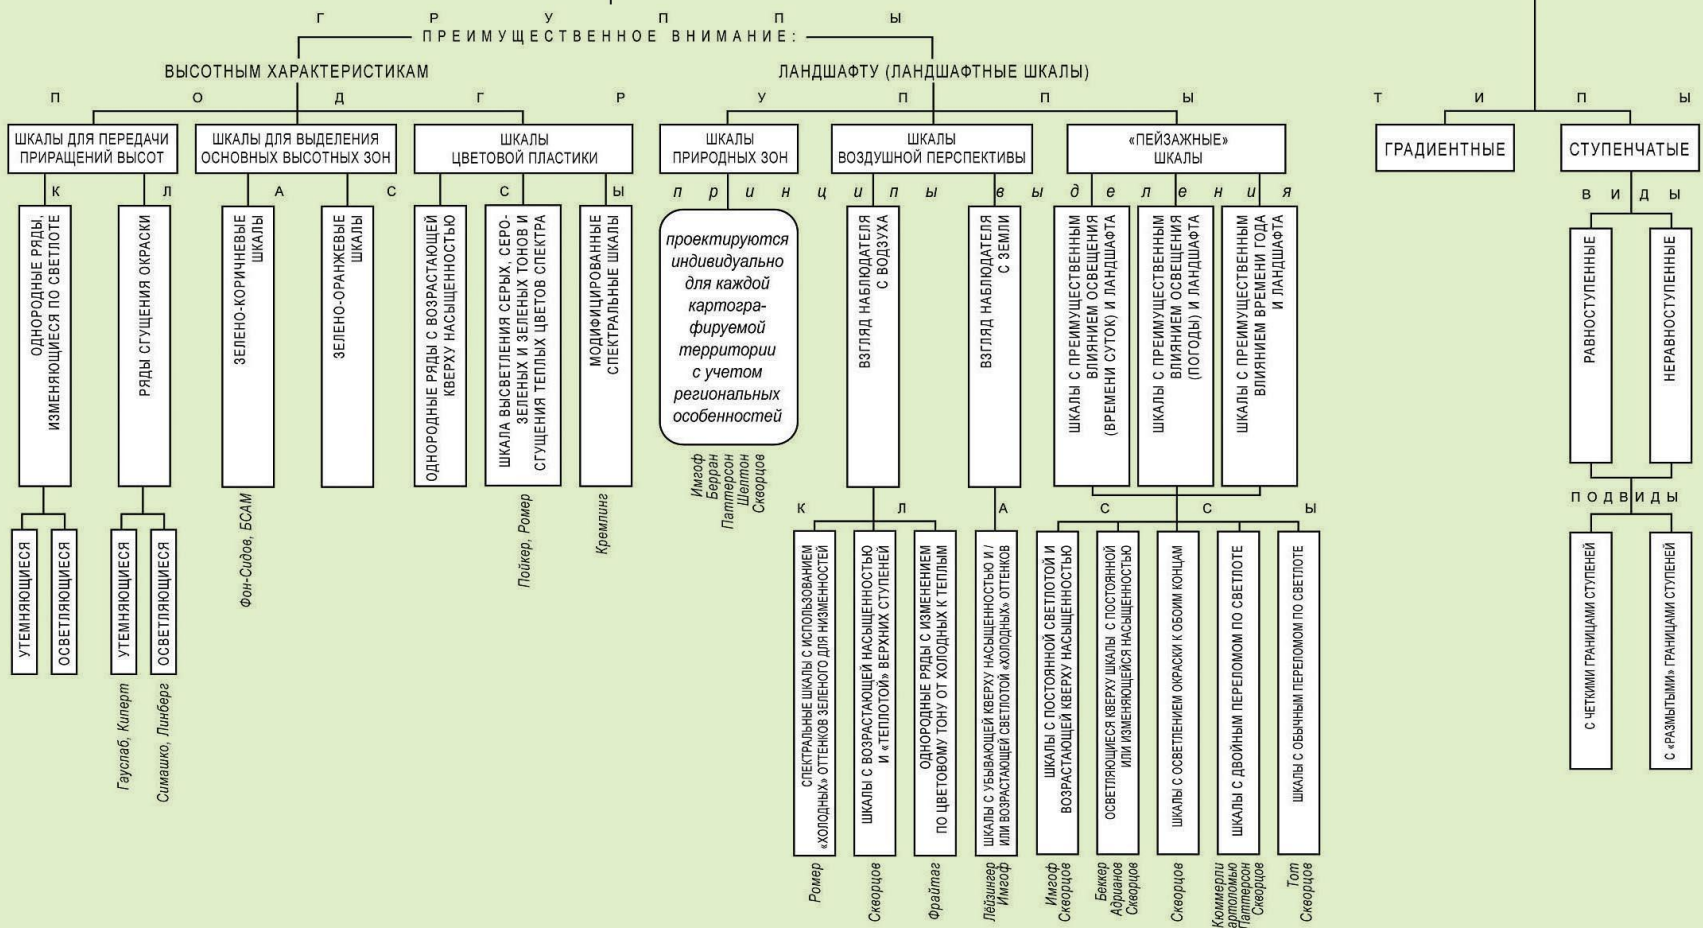 Г Р У П П Ы
ПРЕИМУЩЕСТВЕННОЕ ВНИМАНИЕ:
ВЫСОТНЫМ ХАРАКТЕРИСТИКАМ
ЛАНДШАФТУ (ЛАНДШАФТНЫЕ ШКАЛЫ)
П О Д Г Р У П П Ы
Т И П Ы
ШКАЛЫ ДЛЯ ПЕРЕДАЧИ
ПРИРАЩЕНИЙ ВЫСОТ
ШКАЛЫ ДЛЯ ВЫДЕЛЕНИЯ
ОСНОВНЫХ ВЫСОТНЫХ ЗОН
ШКАЛЫ
ЦВЕТОВОЙ ПЛАСТИКИ
ШКАЛЫ
ПРИРОДНЫХ ЗОН
ШКАЛЫ
ВОЗДУШНОЙ ПЕРСПЕКТИВЫ
«ПЕЙЗАЖНЫЕ»
ШКАЛЫ
ГРАДИЕНТНЫЕ
СТУПЕНЧАТЫЕ
К Л А С С Ы
принципы выделения
В И Д Ы
ОДНОРОДНЫЕ РЯДЫ,
ИЗМЕНЯЮЩИЕСЯ ПО СВЕТЛОТЕ
РЯДЫ СГУЩЕНИЯ ОКРАСКИ
ЗЕЛЕНО-КОРИЧНЕВЫЕ
ШКАЛЫ
ЗЕЛЕНО-ОРАНЖЕВЫЕ
ШКАЛЫ
ОДНОРОДНЫЕ РЯДЫ С ВОЗРАСТАЮЩЕЙ
КВЕРХУ НАСЫЩЕННОСТЬЮ
ШКАЛА ВЫСВЕТЛЕНИЯ СЕРЫХ, СЕРО-
ЗЕЛЕНЫХ И ЗЕЛЕНЫХ ТОНОВ И
СГУЩЕНИЯ ТЕПЛЫХ ЦВЕТОВ СПЕКТРА
МОДИФИЦИРОВАННЫЕ
СПЕКТРАЛЬНЫЕ ШКАЛЫ
проектируются
индивидуально
для каждой
картогра-
фируемой
территории
с учетом
региональных
особенностей
ВЗГЛЯД НАБЛЮДАТЕЛЯ
С ВОДЗУХА
ВЗГЛЯД НАБЛЮДАТЕЛЯ
С ЗЕМЛИ
ШКАЛЫ С ПРЕИМУЩЕСТВЕННЫМ
ВЛИЯНИЕМ ОСВЕЩЕНИЯ
(ВРЕМЕНИ СУТОК) И ЛАНДШАФТА
ШКАЛЫ С ПРЕИМУЩЕСТВЕННЫМ
ВЛИЯНИЕМ ОСВЕЩЕНИЯ
(ПОГОДЫ) И ЛАНДШАФТА
ШКАЛЫ С ПРЕИМУЩЕСТВЕННЫМ
ВЛИЯНИЕМ ВРЕМЕНИ ГОДА
И ЛАНДШАФТА
РАВНОСТУПЕННЫЕ
НЕРАВНОСТУПЕННЫЕ
Фон-Сидов, БСАМ
Пойкер, Ромер
Кремлинг
Имгоф
Берран
Паттерсон
Шелтон
Скворцов
К Л А С С Ы
ПОДВИДЫ
УТЕМНЯЮЩИЕСЯ
ОСВЕТЛЯЮЩИЕСЯ
УТЕМНЯЮЩИЕСЯ
ОСВЕТЛЯЮЩИЕСЯ
Гауслаб, Киперт
Симашко, Линберг
СПЕКТРАЛЬНЫЕ ШКАЛЫ С ИСПОЛЬЗОВАНИЕМ
«ХОЛОДНЫХ» ОТТЕНКОВ ЗЕЛЕНОГО ДЛЯ НИЗМЕННОСТЕЙ
ШКАЛЫ С ВОЗРАСТАЮЩЕЙ НАСЫЩЕННОСТЬЮ
И «ТЕПЛОТОЙ» ВЕРХНИХ СТУПЕНЕЙ
ОДНОРОДНЫЕ РЯДЫ С ИЗМЕНЕНИЕМ
ПО ЦВЕТОВОМУ ТОНУ ОТ ХОЛОДНЫХ К ТЕПЛЫМ
ШКАЛЫ С УБЫВАЮЩЕЙ КВЕРХУ НАСЫЩЕННОСТЬЮ И /
ИЛИ ВОЗРАСТАЮЩЕЙ СВЕТЛОТОЙ «ХОЛОДНЫХ» ОТТЕНКОВ
ШКАЛЫ С ПОСТОЯННОЙ СВЕТЛОТОЙ И
ВОЗРАСТАЮЩЕЙ КВЕРХУ НАСЫЩЕННОСТЬЮ
ОСВЕТЛЯЮЩИЕСЯ КВЕРХУ ШКАЛЫ С ПОСТОЯННОЙ
ИЛИ ИЗМЕНЯЮЩЕЙСЯ НАСЫЩЕННОСТЬЮ
ШКАЛЫ С ОСВЕТЛЕНИЕМ ОКРАСКИ К ОБОИМ КОНЦАМ
ШКАЛЫ С ДВОЙНЫМ ПЕРЕЛОМОМ ПО СВЕТЛОТЕ
ШКАЛЫ С ОБЫЧНЫМ ПЕРЕЛОМОМ ПО СВЕТЛОТЕ
С ЧЕТКИМИ ГРАНИЦАМИ СТУПЕНЕЙ
С «РАЗМЫТЫМИ» ГРАНИЦАМИ СТУПЕНЕЙ
Ромер
Скворцов
Фрайтаг
Лёйзингер
Имгоф
Имгоф
Скворцов
Беккер
Адрианов
Скворцов
Скворцов
Кюммерли
артоломью
Паттерсон
Скворцов
Тот
Скворцов